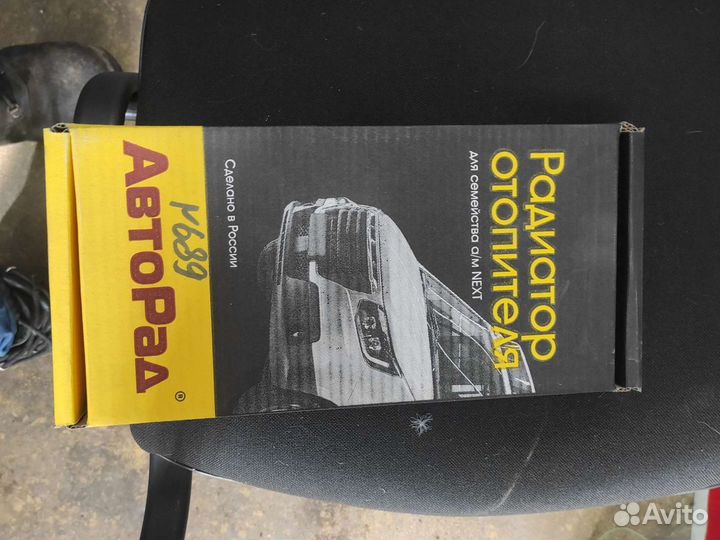 Радиатор
отопителя
для семейства а/м NEXT
Сделано в России
АвтоРад®
Avito